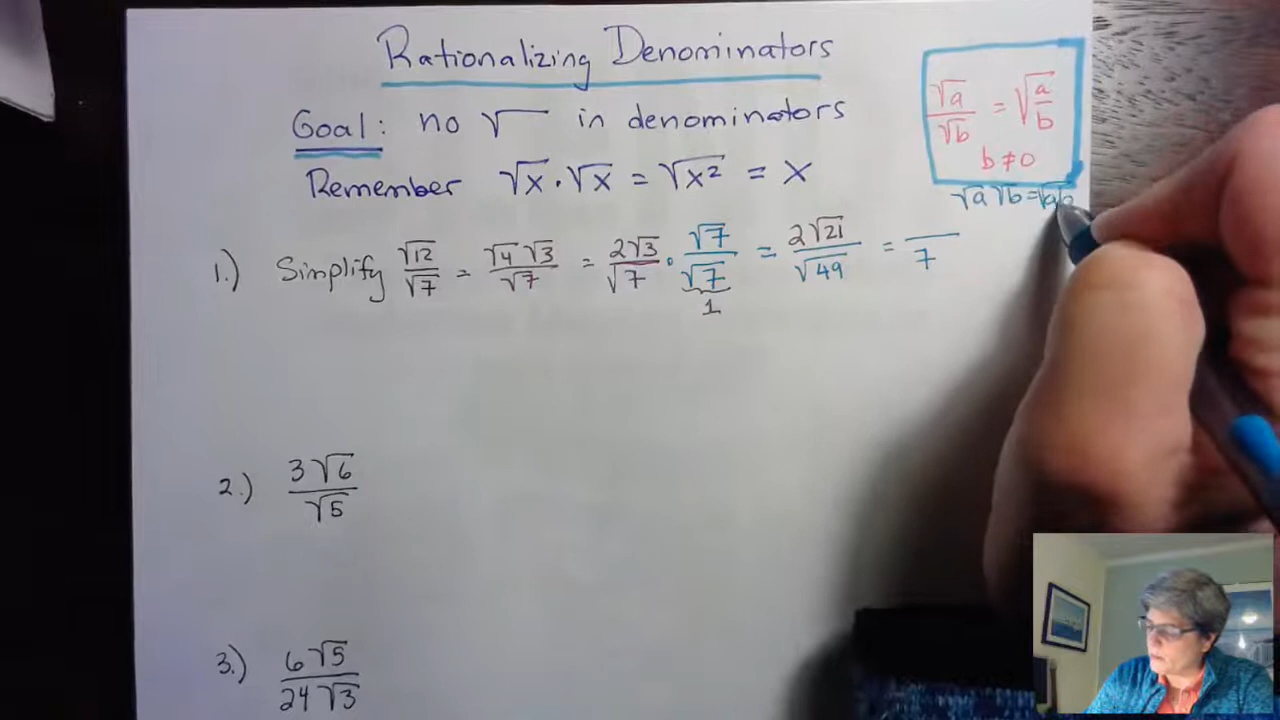 Rationalizing Denominators
Goal: no √ in denominators
Remember √x · √x = √x² = x
√a/√b = √(a/b)
b ≠ 0
√a √b = √ab
1.) Simplify √12/√7 = √4 √3/√7 = 2√3/√7 · √7/√7 = 2√21/√49 = /7
1
2.) 3√6/√5
3.) 6√5/24√3